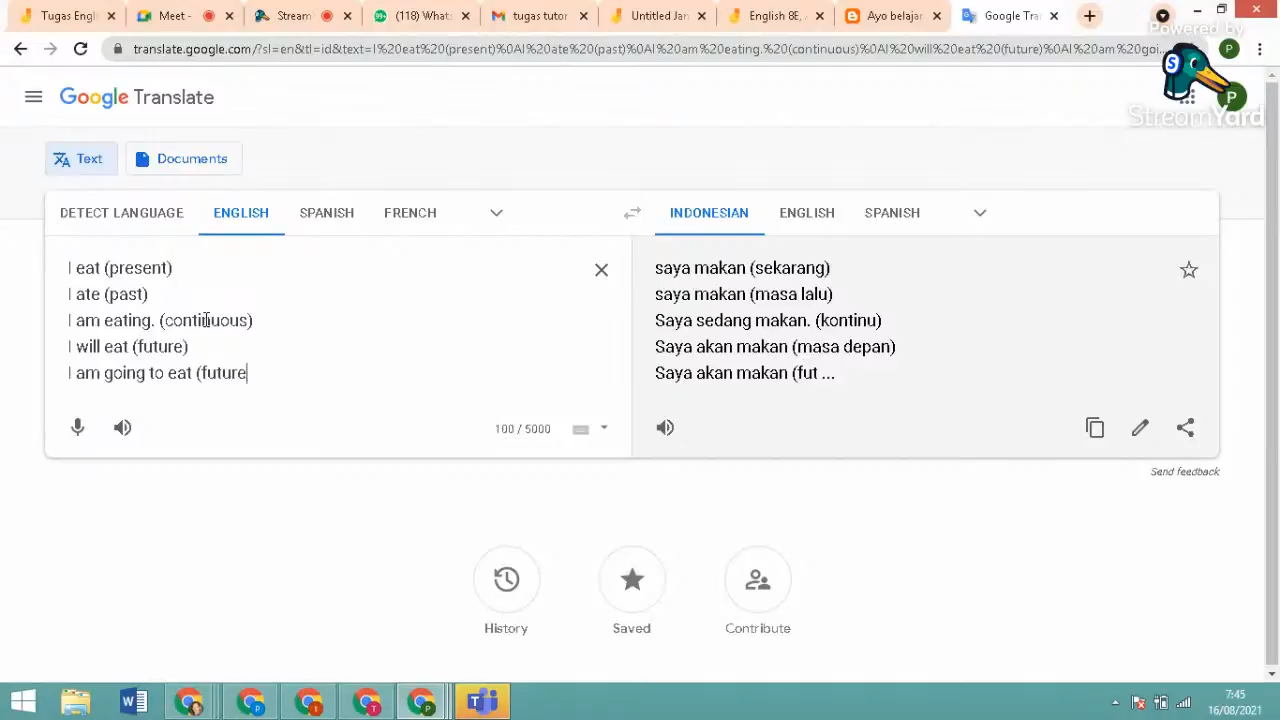 Tugas Engli
Meet -
Stream
(118) What:
tugas tulis
Untitled Jan
English 8E,
Ayo belajar
Google Tran
translate.google.com/?sl=en&tl=id&text=I%20eat%20(present)%0AI%20ate%20(past)%0AI%20am%20eating.%20(continuous)%0AI%20will%20eat%20(future)%0AI%20am%20goi...
P
Powered by
StreamYard
Google Translate
P
Text
Documents
DETECT LANGUAGE
ENGLISH
SPANISH
FRENCH
INDONESIAN
ENGLISH
SPANISH
I eat (present)
I ate (past)
I am eating. (continuous)
I will eat (future)
I am going to eat (future
100 / 5000
saya makan (sekarang)
saya makan (masa lalu)
Saya sedang makan. (kontinu)
Saya akan makan (masa depan)
Saya akan makan (fut ...
Send feedback
History
Saved
Contribute
7:45
16/08/2021